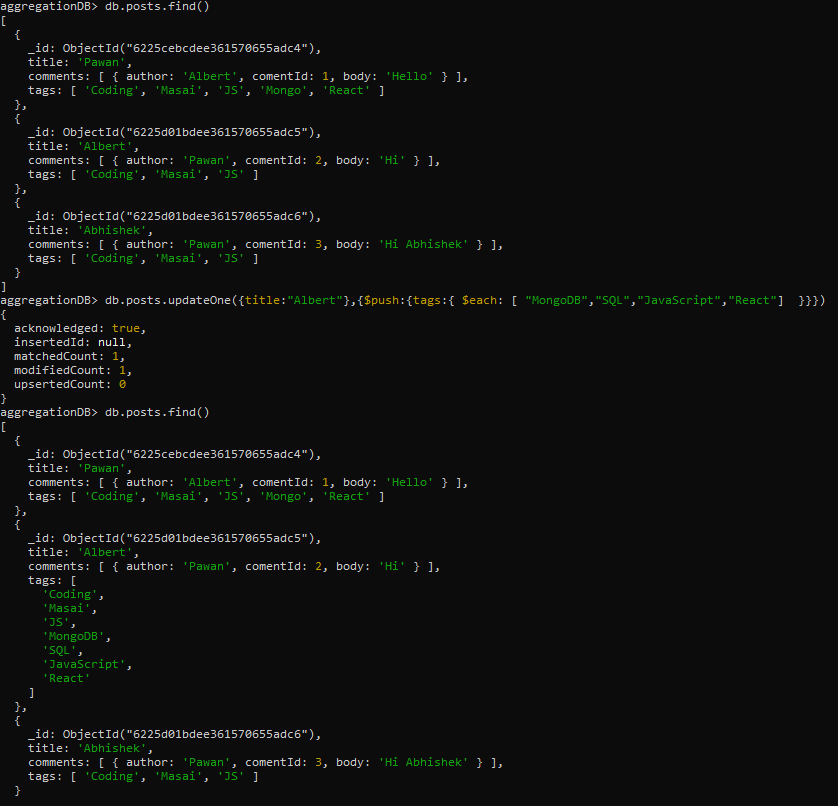 aggregationDB> db.posts.find()
[
  {
    _id: ObjectId("6225cebcdee361570655adc4"),
    title: 'Pawan',
    comments: [ { author: 'Albert', comentId: 1, body: 'Hello' } ],
    tags: [ 'Coding', 'Masai', 'JS', 'Mongo', 'React' ]
  },
  {
    _id: ObjectId("6225d01bdee361570655adc5"),
    title: 'Albert',
    comments: [ { author: 'Pawan', comentId: 2, body: 'Hi' } ],
    tags: [ 'Coding', 'Masai', 'JS' ]
  },
  {
    _id: ObjectId("6225d01bdee361570655adc6"),
    title: 'Abhishek',
    comments: [ { author: 'Pawan', comentId: 3, body: 'Hi Abhishek' } ],
    tags: [ 'Coding', 'Masai', 'JS' ]
  }
]
aggregationDB> db.posts.updateOne({title:"Albert"},{$push:{tags:{ $each: [ "MongoDB","SQL","JavaScript","React"]  }}})
{
  acknowledged: true,
  insertedId: null,
  matchedCount: 1,
  modifiedCount: 1,
  upsertedCount: 0
}
aggregationDB> db.posts.find()
[
  {
    _id: ObjectId("6225cebcdee361570655adc4"),
    title: 'Pawan',
    comments: [ { author: 'Albert', comentId: 1, body: 'Hello' } ],
    tags: [ 'Coding', 'Masai', 'JS', 'Mongo', 'React' ]
  },
  {
    _id: ObjectId("6225d01bdee361570655adc5"),
    title: 'Albert',
    comments: [ { author: 'Pawan', comentId: 2, body: 'Hi' } ],
    tags: [
      'Coding',
      'Masai',
      'JS',
      'MongoDB',
      'SQL',
      'JavaScript',
      'React'
    ]
  },
  {
    _id: ObjectId("6225d01bdee361570655adc6"),
    title: 'Abhishek',
    comments: [ { author: 'Pawan', comentId: 3, body: 'Hi Abhishek' } ],
    tags: [ 'Coding', 'Masai', 'JS' ]
  }